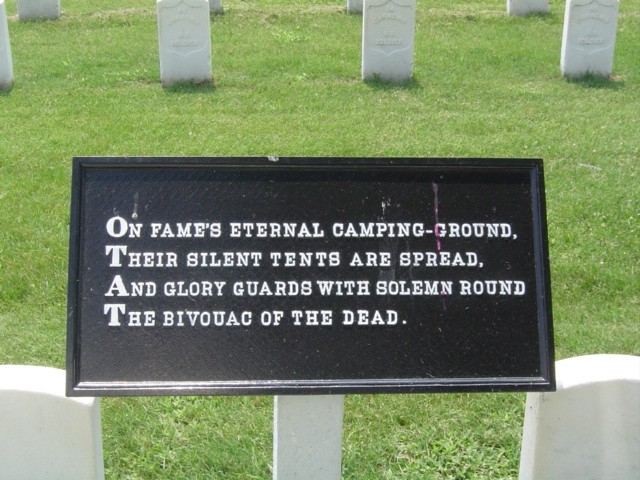 ON FAME'S ETERNAL CAMPING-GROUND,
THEIR SILENT TENTS ARE SPREAD,
AND GLORY GUARDS WITH SOLEMN ROUND
THE BIVOUAC OF THE DEAD.